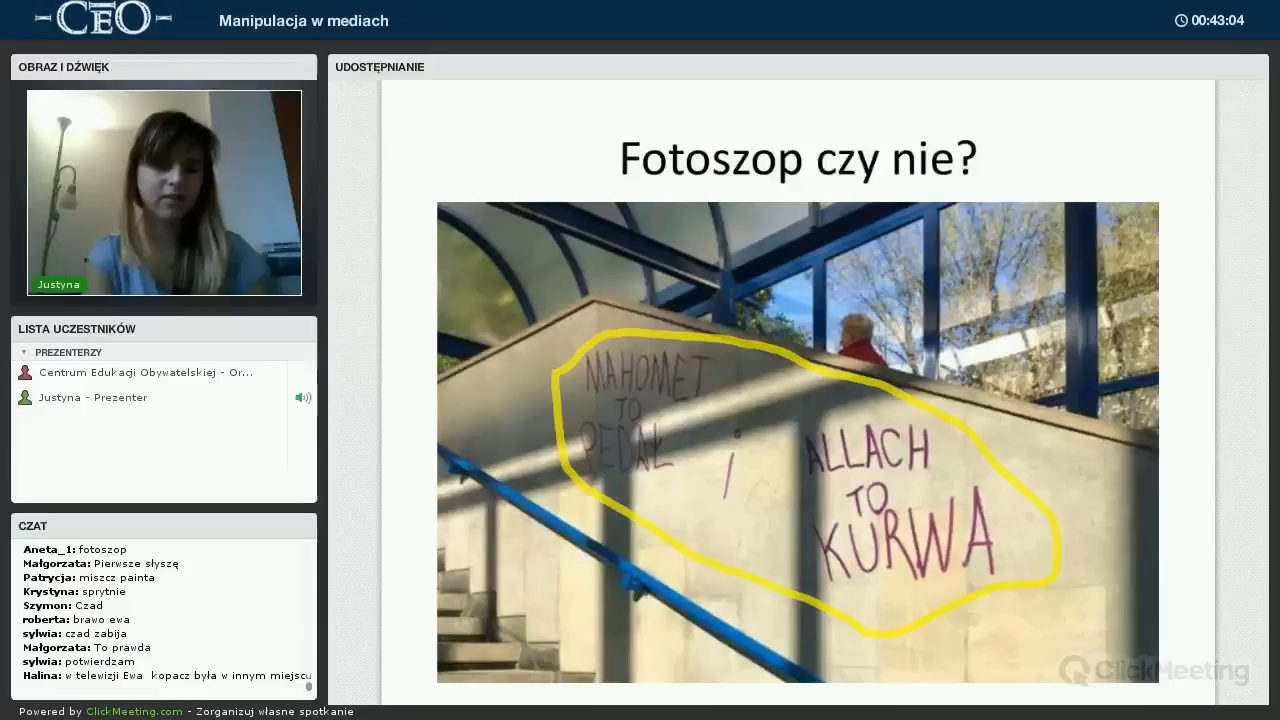 CEO
Manipulacja w mediach
00:43:04
OBRAZ I DŹWIĘK
Justyna
LISTA UCZESTNIKÓW
PREZENTERZY
Centrum Edukacji Obywatelskiej - Or...
Justyna - Prezenter
CZAT
Aneta_1: fotoszop
Małgorzata: Pierwsze słyszę
Patrycja: miszcz painta
Krystyna: sprytnie
Szymon: Czad
roberta: brawo ewa
sylwia: czad zabija
Małgorzata: To prawda
sylwia: potwierdzam
Halina: w telewizji Ewa kopacz była w innym miejscu
UDOSTĘPNIANIE
Fotoszop czy nie?
MAHOMET
TO
PEDAŁ
i
ALLACH
TO
KURWA
ClickMeeting
Powered by ClickMeeting.com - Zorganizuj własne spotkanie